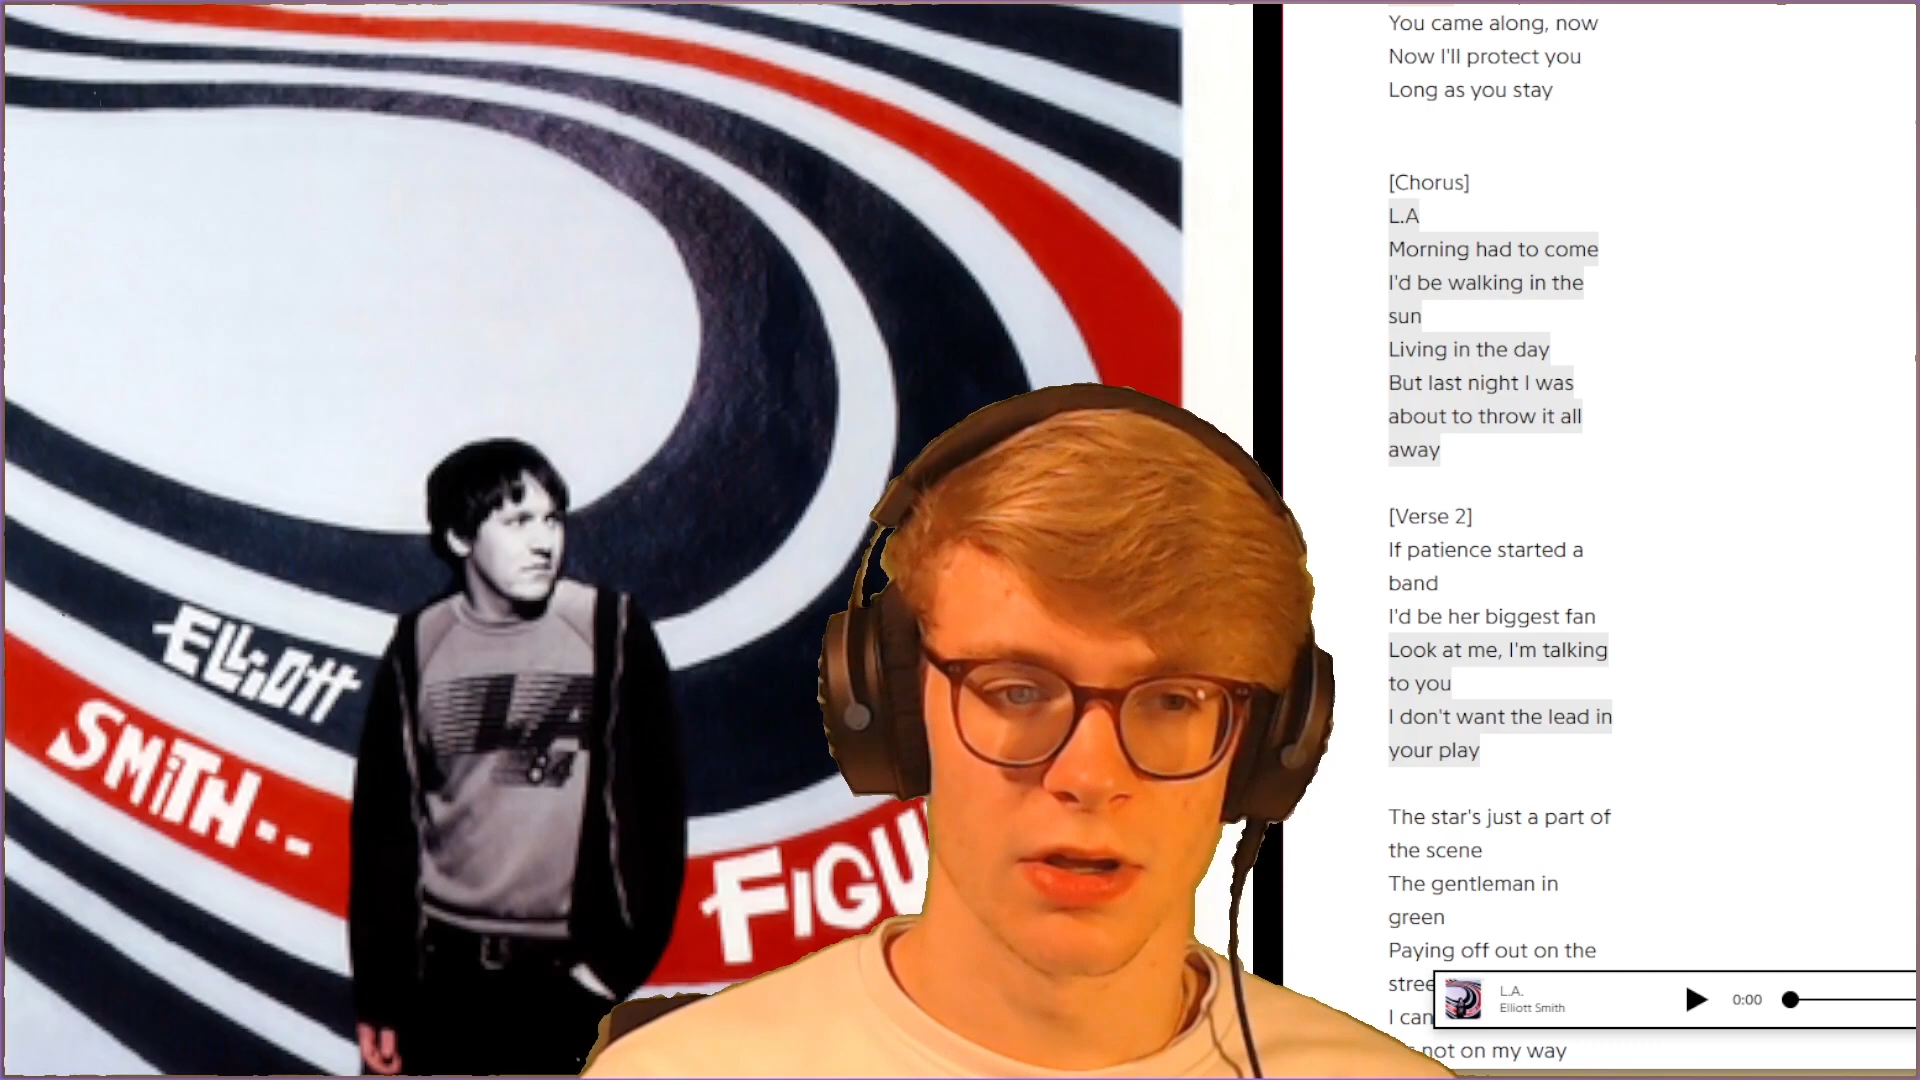 ELLiOtt
SMiTH--
FIGU
LA
84
You came along, now
Now I'll protect you
Long as you stay
[Chorus]
L.A
Morning had to come
I'd be walking in the
sun
Living in the day
But last night I was
about to throw it all
away
[Verse 2]
If patience started a
band
I'd be her biggest fan
Look at me, I'm talking
to you
I don't want the lead in
your play
The star's just a part of
the scene
The gentleman in
green
Paying off out on the
stree
I can
not on my way
L.A.
Elliott Smith
0:00